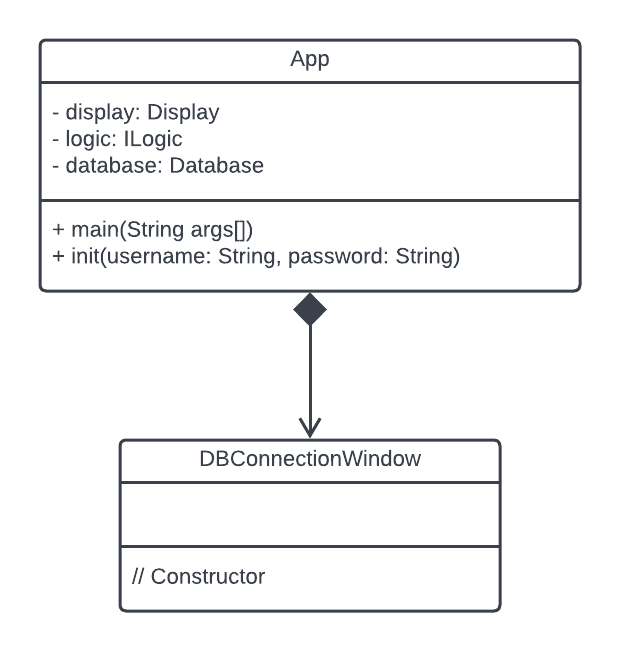 App
- display: Display
- logic: ILogic
- database: Database
+ main(String args[])
+ init(username: String, password: String)
DBConnectionWindow
// Constructor